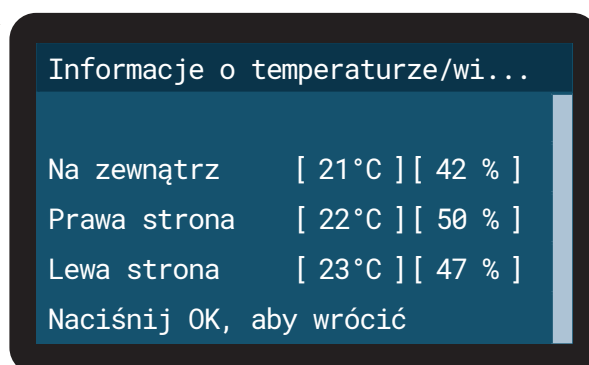 Informacje o temperaturze/wi...
Na zewnątrz [ 21°C ][ 42 % ]
Prawa strona [ 22°C ][ 50 % ]
Lewa strona [ 23°C ][ 47 % ]
Naciśnij OK, aby wrócić